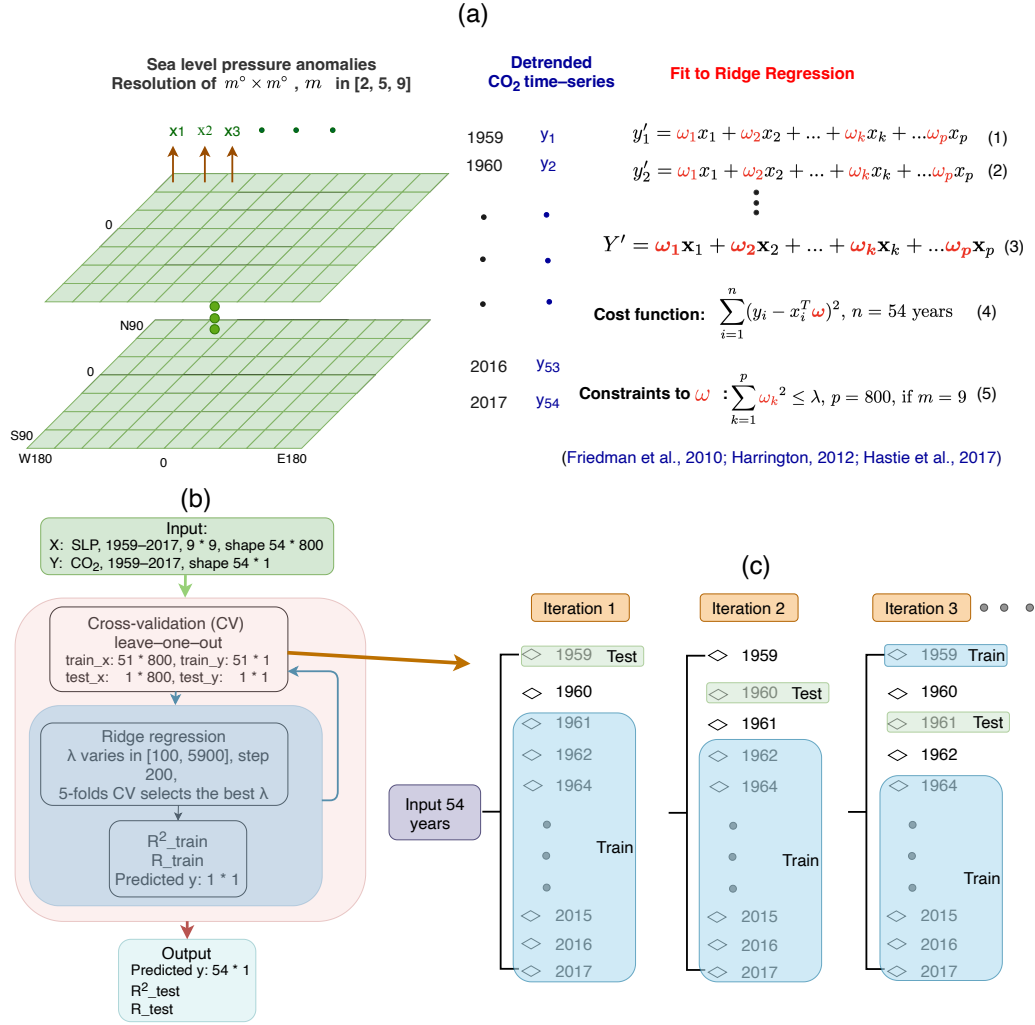 (a)
Sea level pressure anomalies
Resolution of m° × m° , m in [2, 5, 9]
x1 x2 x3
0
N90
0
S90
W180 0 E180
Detrended
CO₂ time–series
1959 y₁
1960 y₂
2016 y₅₃
2017 y₅₄
Fit to Ridge Regression
y′₁ = ω₁x₁ + ω₂x₂ + ... + ωₖxₖ + ...ωₚxₚ (1)
y′₂ = ω₁x₁ + ω₂x₂ + ... + ωₖxₖ + ...ωₚxₚ (2)
Y′ = ω₁x₁ + ω₂x₂ + ... + ωₖxₖ + ...ωₚxₚ (3)
Cost function: ∑ᵢ₌₁ⁿ (yᵢ − xᵢᵀω)², n = 54 years (4)
Constraints to ω : ∑ₖ₌₁ᵖ ωₖ² ≤ λ, p = 800, if m = 9 (5)
(Friedman et al., 2010; Harrington, 2012; Hastie et al., 2017)
(b)
Input:
X: SLP, 1959–2017, 9 * 9, shape 54 * 800
Y: CO₂, 1959–2017, shape 54 * 1
Cross-validation (CV)
leave–one–out
train_x: 51 * 800, train_y: 51 * 1
test_x: 1 * 800, test_y: 1 * 1
Ridge regression
λ varies in [100, 5900], step
200,
5-folds CV selects the best λ
R²_train
R_train
Predicted y: 1 * 1
Output
Predicted y: 54 * 1
R²_test
R_test
(c)
Input 54
years
Iteration 1
1959 Test
1960
1961
1962
1964
Train
2015
2016
2017
Iteration 2
1959
1960 Test
1961
1962
1964
Train
2015
2016
2017
Iteration 3
1959 Train
1960
1961 Test
1962
1964
Train
2015
2016
2017